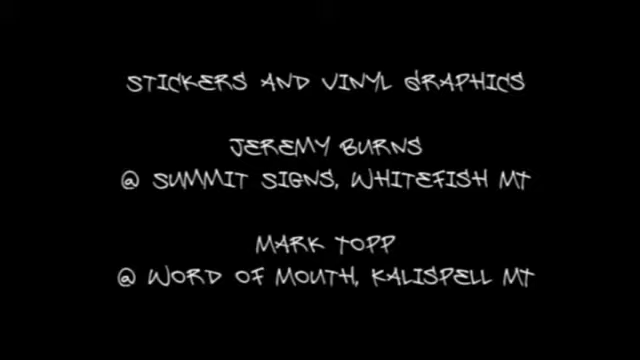 STICKERS AND VINYL GRAPHICS
JEREMY BURNS
@ SUMMIT SIGNS, WHITEFISH MT
MARK TOPP
@ WORD OF MOUTH, KALISPELL MT